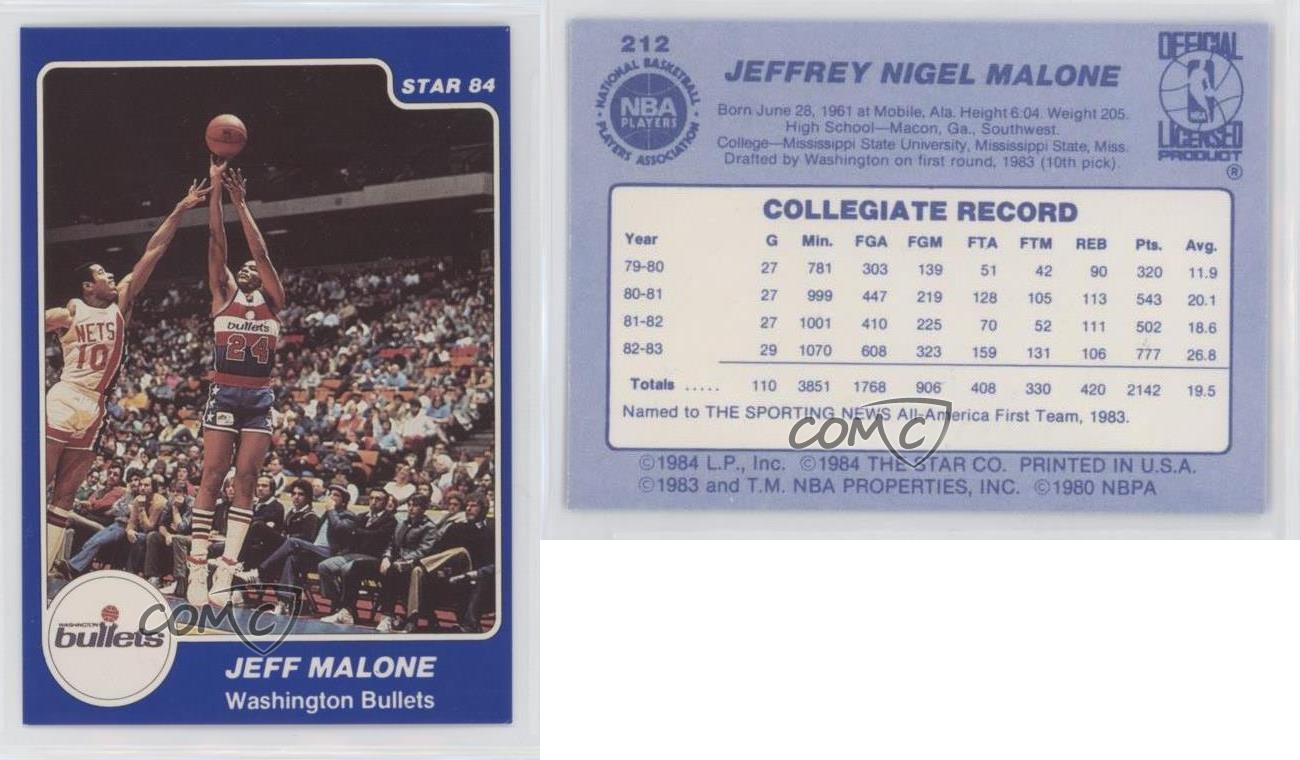 STAR 84
NETS
10
bullets
24
WASHINGTON
bullets
COMC
JEFF MALONE
Washington Bullets
212
NATIONAL BASKETBALL
NBA
PLAYERS
PLAYERS ASSOCIATION
JEFFREY NIGEL MALONE
OFFICIAL
NBA
LICENSED
PRODUCT
®
Born June 28, 1961 at Mobile, Ala. Height 6:04. Weight 205.
High School—Macon, Ga., Southwest.
College—Mississippi State University, Mississippi State, Miss.
Drafted by Washington on first round, 1983 (10th pick).
COLLEGIATE RECORD
Year G Min. FGA FGM FTA FTM REB Pts. Avg.
79-80 27 781 303 139 51 42 90 320 11.9
80-81 27 999 447 219 128 105 113 543 20.1
81-82 27 1001 410 225 70 52 111 502 18.6
82-83 29 1070 608 323 159 131 106 777 26.8
Totals ..... 110 3851 1768 906 408 330 420 2142 19.5
Named to THE SPORTING NEWS All-America First Team, 1983.
COMC
©1984 L.P., Inc. ©1984 THE STAR CO. PRINTED IN U.S.A.
©1983 and T.M. NBA PROPERTIES, INC. ©1980 NBPA